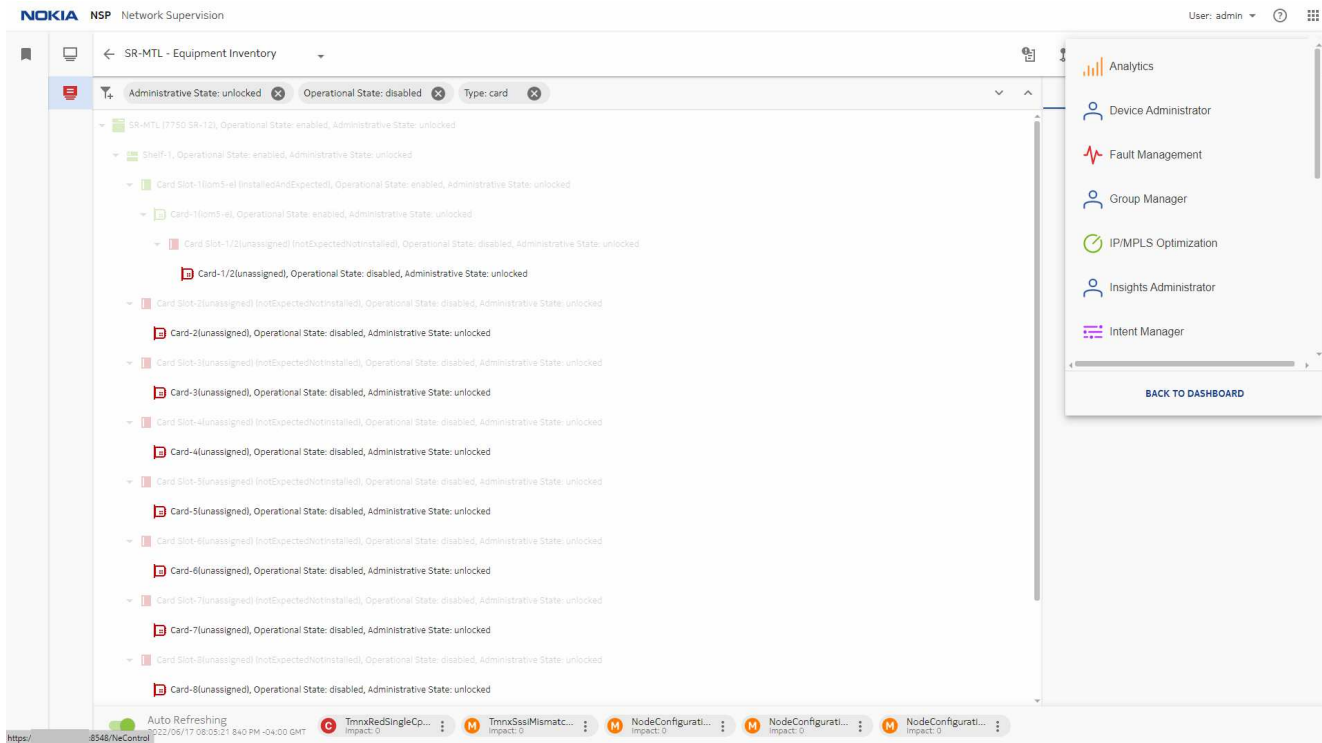 NOKIA NSP Network Supervision
User: admin
SR-MTL - Equipment Inventory
Administrative State: unlocked
Operational State: disabled
Type: card
SR-MTL (7750 SR-12), Operational State: enabled, Administrative State: unlocked
Shelf-1, Operational State: enabled, Administrative State: unlocked
Card Slot-1(iom5-e) (installedAndExpected), Operational State: enabled, Administrative State: unlocked
Card-1(iom5-e), Operational State: enabled, Administrative State: unlocked
Card Slot-1/2(unassigned) (notExpectedNotInstalled), Operational State: disabled, Administrative State: unlocked
Card-1/2(unassigned), Operational State: disabled, Administrative State: unlocked
Card Slot-2(unassigned) (notExpectedNotInstalled), Operational State: disabled, Administrative State: unlocked
Card-2(unassigned), Operational State: disabled, Administrative State: unlocked
Card Slot-3(unassigned) (notExpectedNotInstalled), Operational State: disabled, Administrative State: unlocked
Card-3(unassigned), Operational State: disabled, Administrative State: unlocked
Card Slot-4(unassigned) (notExpectedNotInstalled), Operational State: disabled, Administrative State: unlocked
Card-4(unassigned), Operational State: disabled, Administrative State: unlocked
Card Slot-5(unassigned) (notExpectedNotInstalled), Operational State: disabled, Administrative State: unlocked
Card-5(unassigned), Operational State: disabled, Administrative State: unlocked
Card Slot-6(unassigned) (notExpectedNotInstalled), Operational State: disabled, Administrative State: unlocked
Card-6(unassigned), Operational State: disabled, Administrative State: unlocked
Card Slot-7(unassigned) (notExpectedNotInstalled), Operational State: disabled, Administrative State: unlocked
Card-7(unassigned), Operational State: disabled, Administrative State: unlocked
Card Slot-8(unassigned) (notExpectedNotInstalled), Operational State: disabled, Administrative State: unlocked
Card-8(unassigned), Operational State: disabled, Administrative State: unlocked
Analytics
Device Administrator
Fault Management
Group Manager
IP/MPLS Optimization
Insights Administrator
Intent Manager
BACK TO DASHBOARD
Auto Refreshing
2022/06/17 08:05:21 840 PM -04:00 GMT
C TmnxRedSingleCp...
Impact: 0
M TmnxSssiMismatc...
Impact: 0
M NodeConfigurati...
Impact: 0
M NodeConfigurati...
Impact: 0
M NodeConfigurati...
Impact: 0
https:/ :8548/NeControl